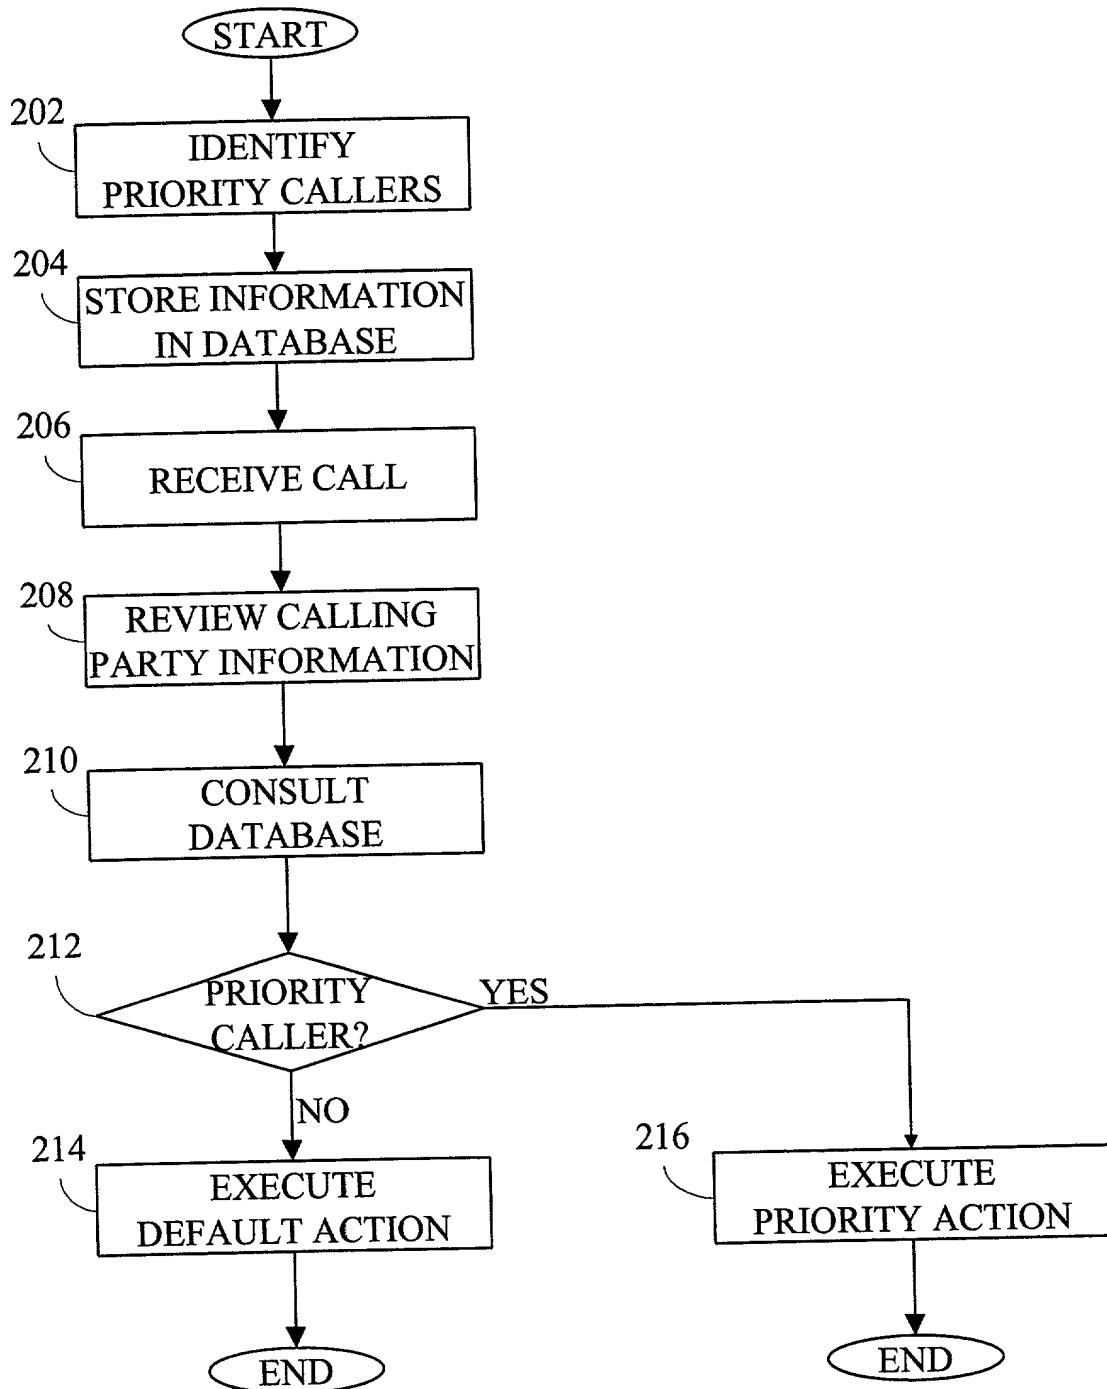 START
202
IDENTIFY
PRIORITY CALLERS
204
STORE INFORMATION
IN DATABASE
206
RECEIVE CALL
208
REVIEW CALLING
PARTY INFORMATION
210
CONSULT
DATABASE
212
PRIORITY
CALLER?
YES
NO
214
EXECUTE
DEFAULT ACTION
216
EXECUTE
PRIORITY ACTION
END
END